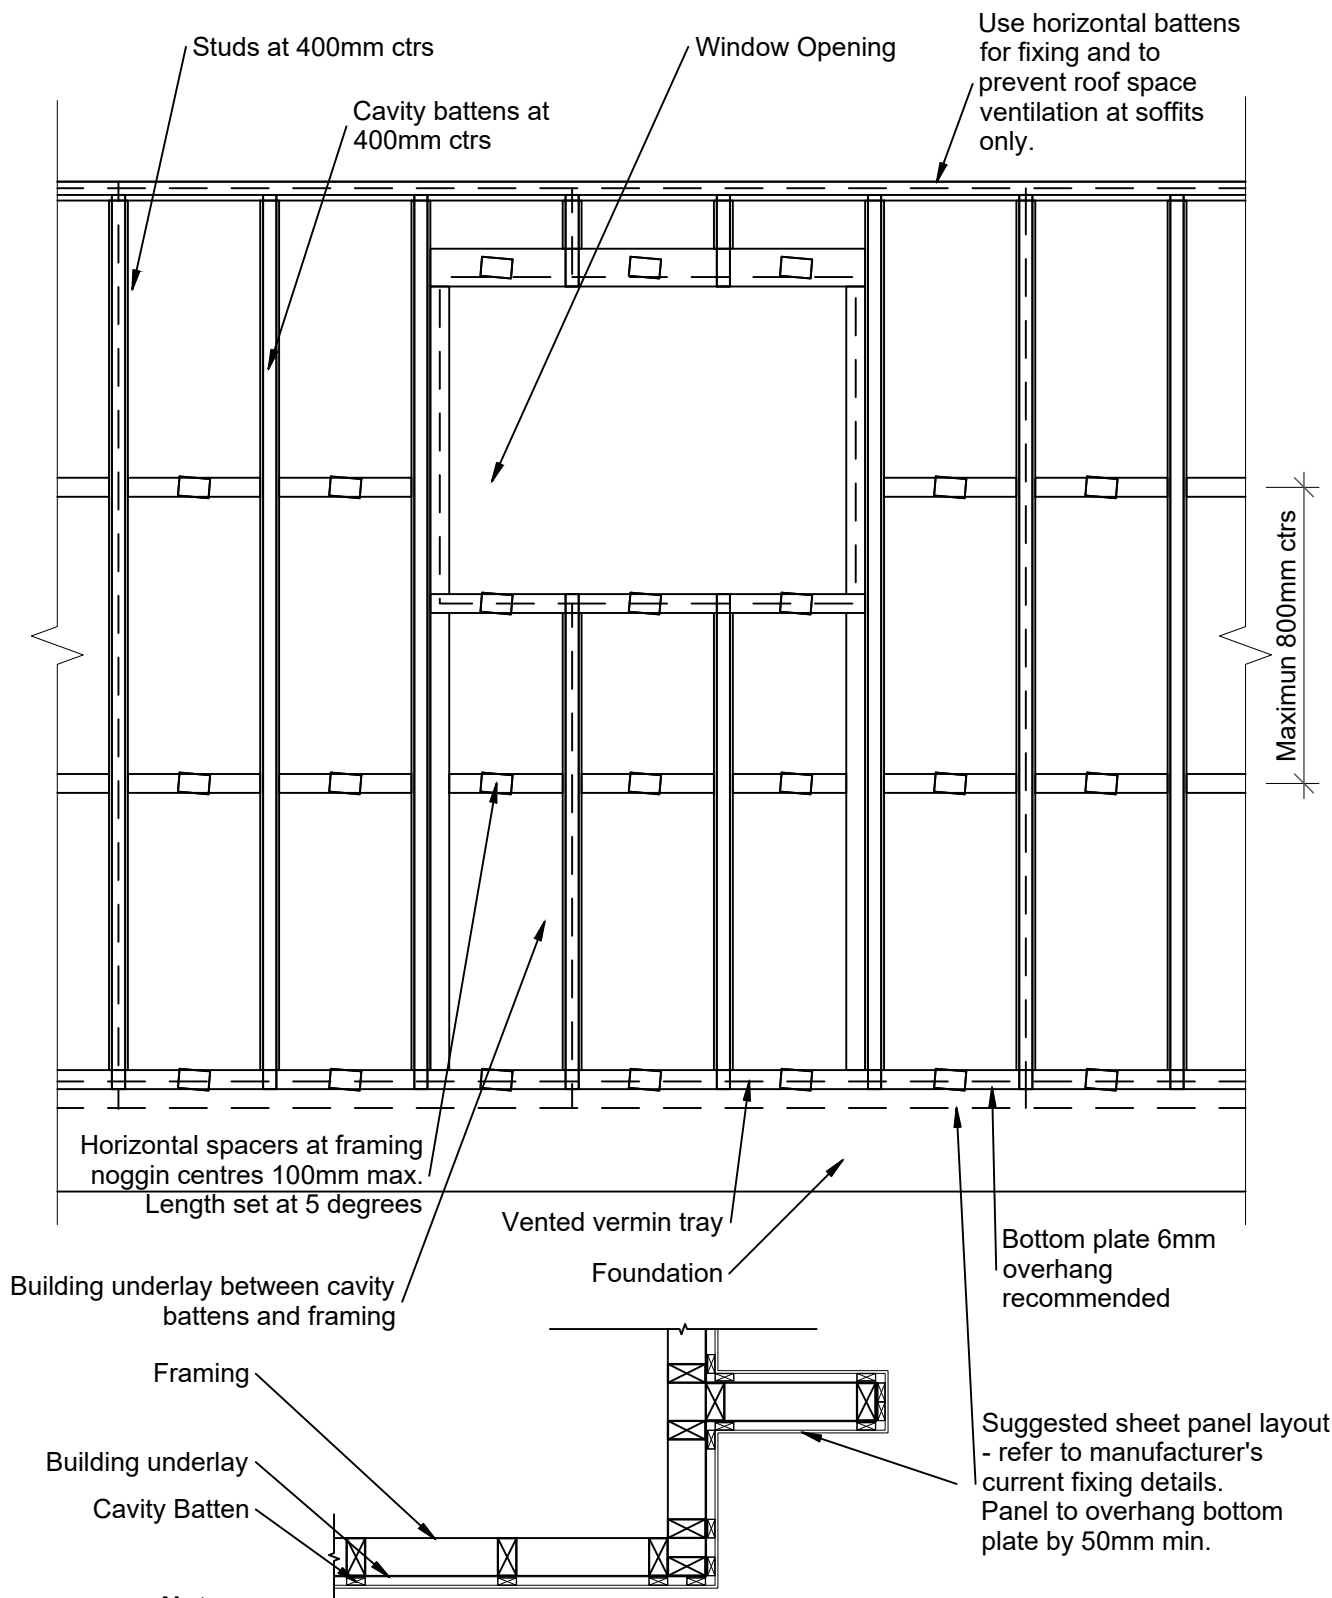 Studs at 400mm ctrs
Window Opening
Use horizontal battens
for fixing and to
prevent roof space
ventilation at soffits
only.
Cavity battens at
400mm ctrs
Maximun 800mm ctrs
Horizontal spacers at framing
noggin centres 100mm max.
Length set at 5 degrees
Vented vermin tray
Foundation
Bottom plate 6mm
overhang
recommended
Building underlay between cavity
battens and framing
Framing
Building underlay
Cavity Batten
Suggested sheet panel layout
- refer to manufacturer's
current fixing details.
Panel to overhang bottom
plate by 50mm min.